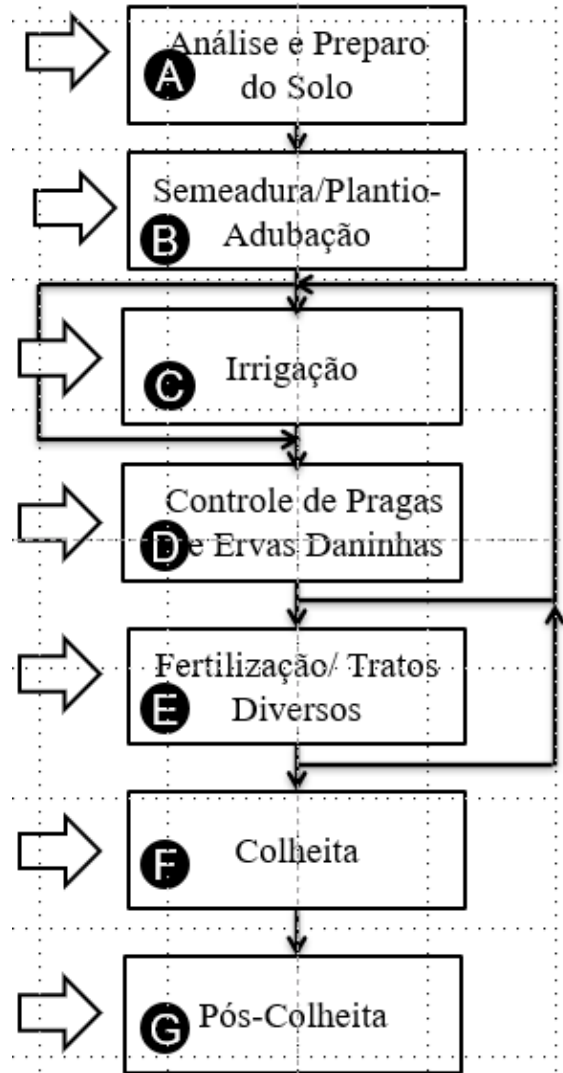 Análise e Preparo
A
do Solo
Semeadura/Plantio-
B
Adubação
Irrigação
C
Controle de Pragas
D
e Ervas Daninhas
Fertilização/ Tratos
E
Diversos
Colheita
F
Pós-Colheita
G